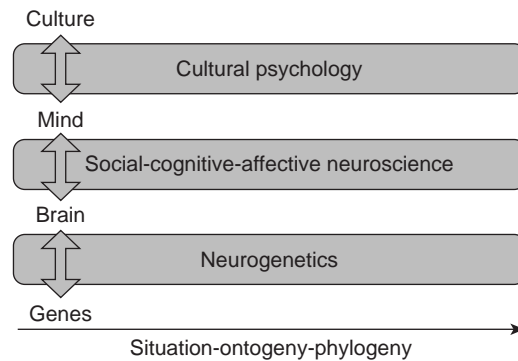 Culture
Cultural psychology
Mind
Social-cognitive-affective neuroscience
Brain
Neurogenetics
Genes
Situation-ontogeny-phylogeny